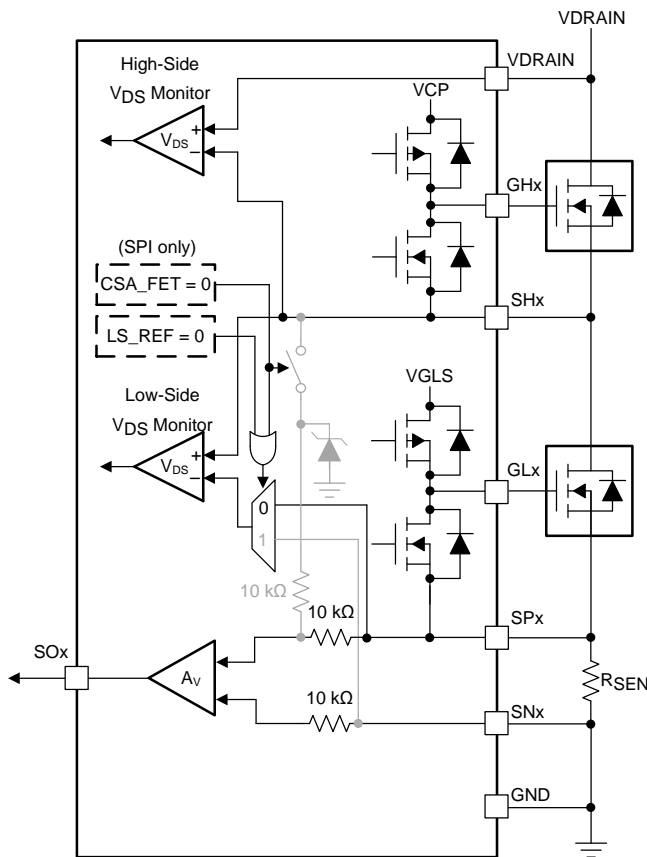 VDRAIN
VDRAIN
High-Side
VDS Monitor
VCP
+
VDS
−
GHx
(SPI only)
CSA_FET = 0
SHx
LS_REF = 0
VGLS
Low-Side
VDS Monitor
+
VDS
−
GLx
0
1
10 kΩ
10 kΩ
SPx
SOx
AV
10 kΩ
RSEN
SNx
GND